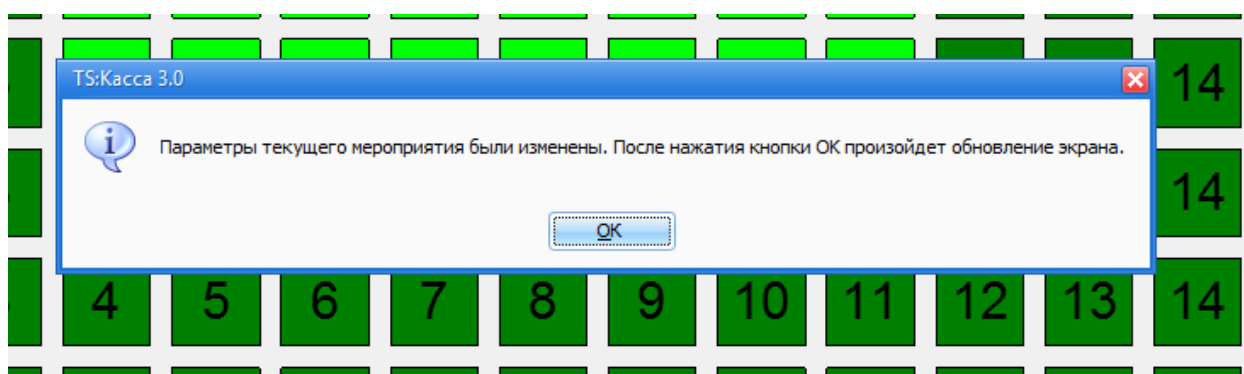 14
TS:Касса 3.0
Параметры текущего мероприятия были изменены. После нажатия кнопки ОК произойдет обновление экрана.
14
OK
4 5 6 7 8 9 10 11 12 13 14